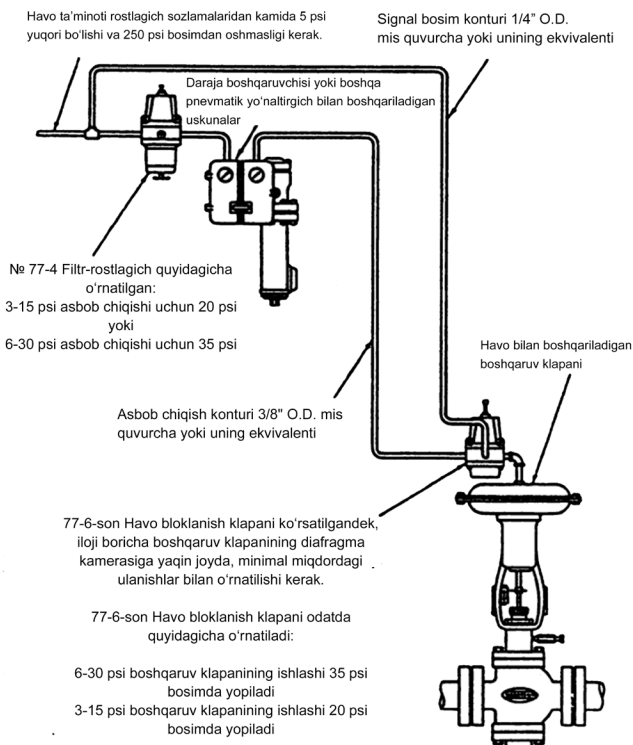 Havo ta’minoti rostlagich sozlamalaridan kamida 5 psi
yuqori bo‘lishi va 250 psi bosimdan oshmasligi kerak.
Signal bosim konturi 1/4” O.D.
mis quvurcha yoki unining ekvivalenti
Daraja boshqaruvchisi yoki boshqa
pnevmatik yo‘naltirgich bilan boshqariladigan
uskunalar
№ 77-4 Filtr-rostlagich quyidagicha
o‘rnatilgan:
3-15 psi asbob chiqishi uchun 20 psi
yoki
6-30 psi asbob chiqishi uchun 35 psi
Havo bilan boshqariladigan
boshqaruv klapani
Asbob chiqish konturi 3/8" O.D. mis
quvurcha yoki uning ekvivalenti
77-6-son Havo bloklanish klapani ko‘rsatilgandek,
iloji boricha boshqaruv klapanining diafragma
kamerasiga yaqin joyda, minimal miqdordagi
ulanishlar bilan o‘rnatilishi kerak.
77-6-son Havo bloklanish klapani odatda
quyidagicha o‘rnatiladi:
6-30 psi boshqaruv klapanining ishlashi 35 psi
bosimda yopiladi
3-15 psi boshqaruv klapanining ishlashi 20 psi
bosimda yopiladi